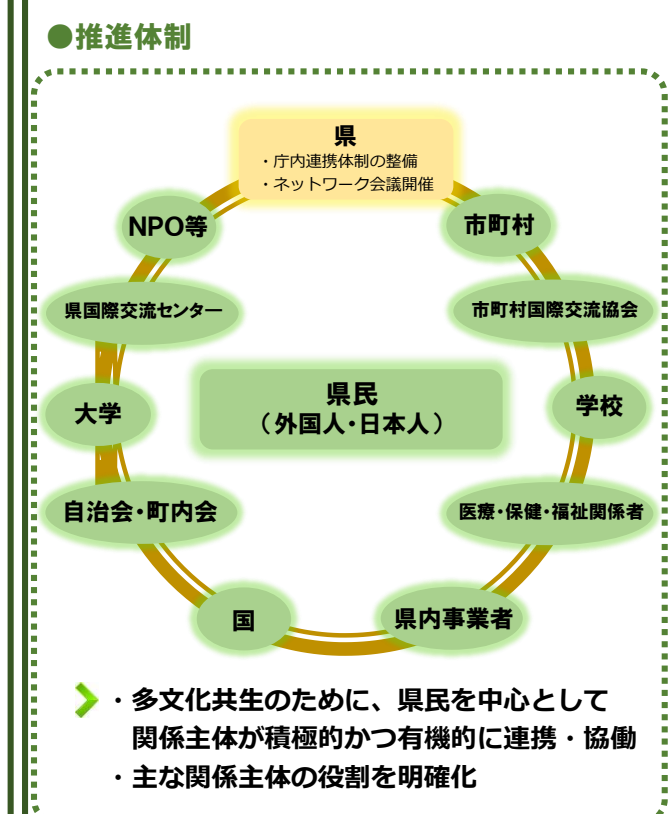 ●推進体制
県
・庁内連携体制の整備
・ネットワーク会議開催
NPO等
市町村
県国際交流センター
市町村国際交流協会
県民
（外国人・日本人）
大学
学校
自治会・町内会
医療・保健・福祉関係者
国
県内事業者
・多文化共生のために、県民を中心として
関係主体が積極的かつ有機的に連携・協働
・主な関係主体の役割を明確化